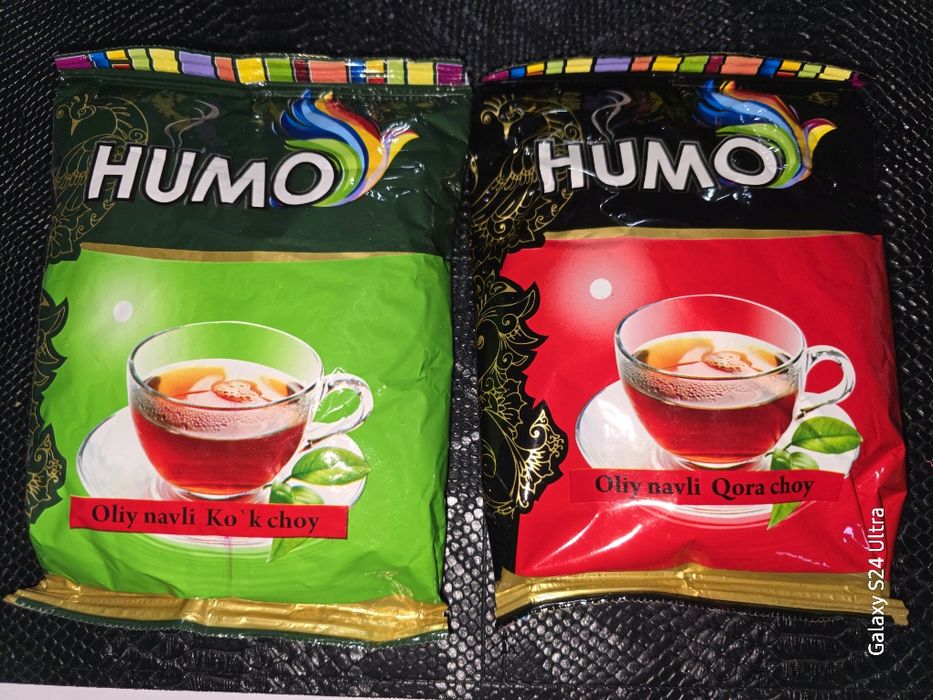 HUMO
Oliy navli Ko`k choy
HUMO
Oliy navli Qora choy
Galaxy S24 Ultra